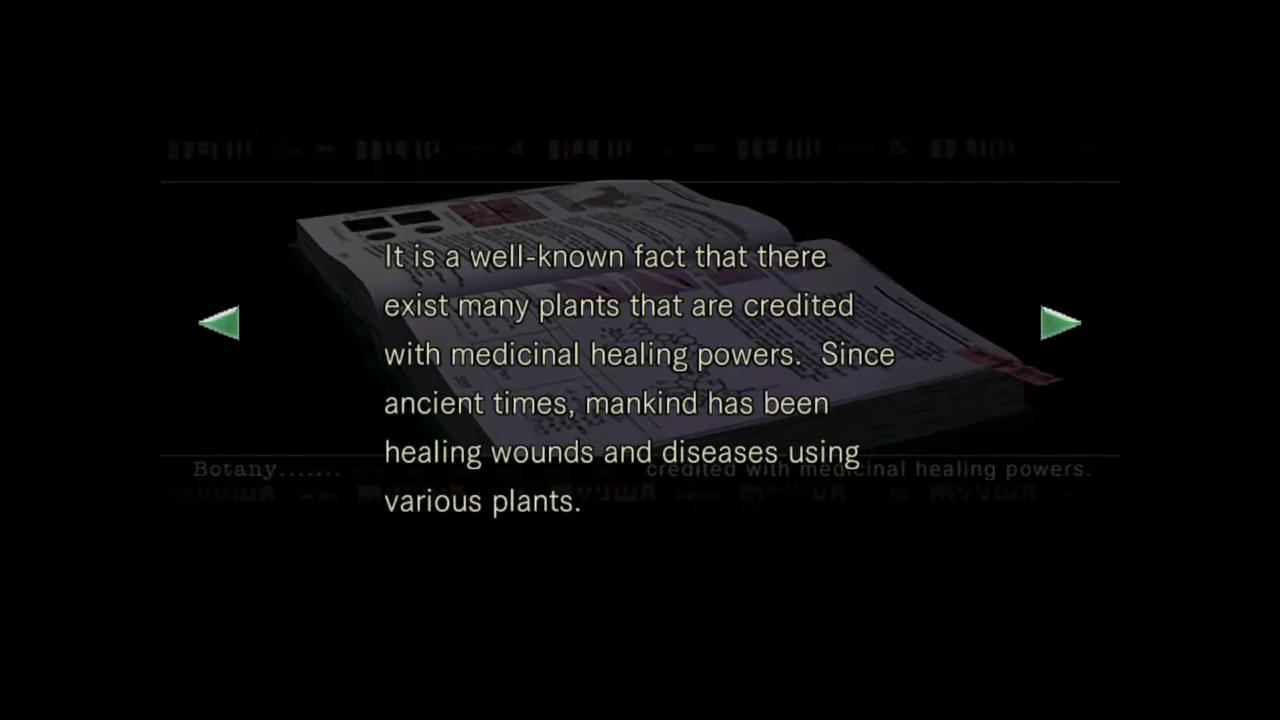 It is a well-known fact that there
exist many plants that are credited
with medicinal healing powers.  Since
ancient times, mankind has been
healing wounds and diseases using
various plants.
Botany.......
credited with medicinal healing powers.